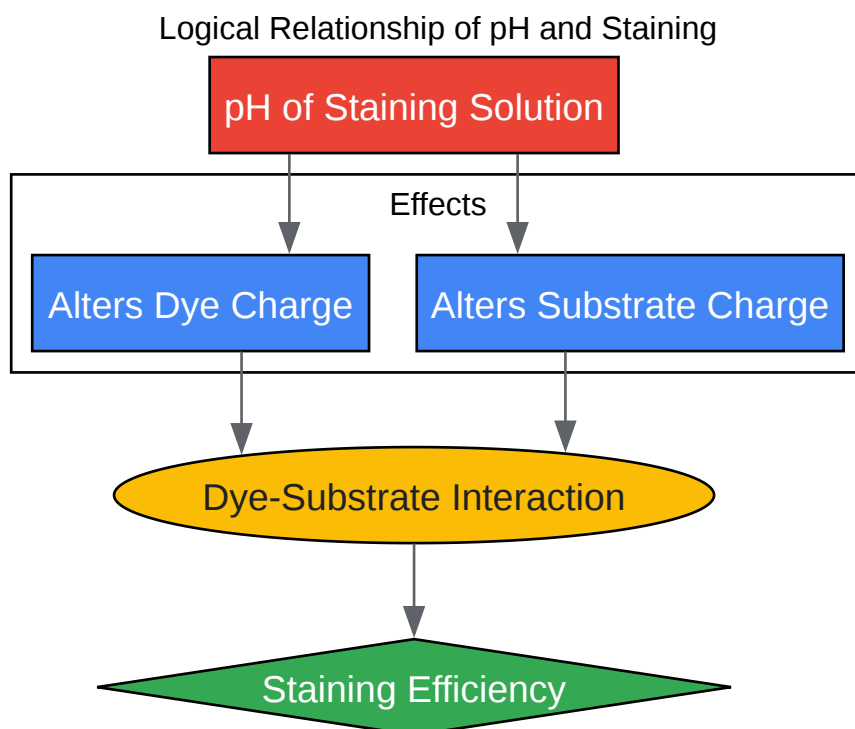 Logical Relationship of pH and Staining
pH of Staining Solution
Effects
Alters Dye Charge
Alters Substrate Charge
Dye-Substrate Interaction
Staining Efficiency